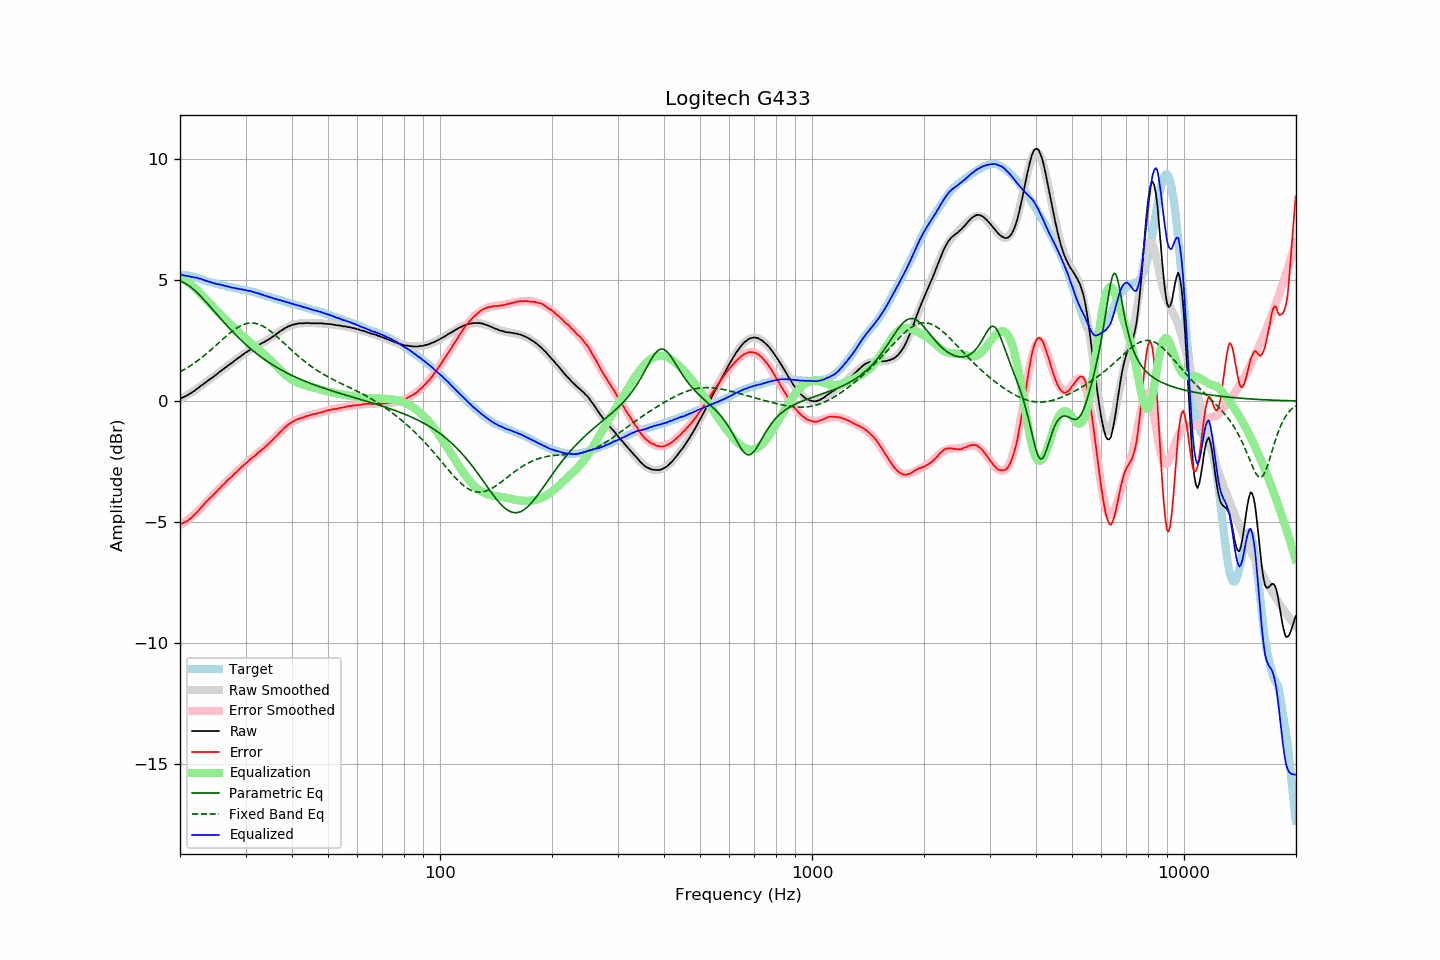 Logitech G433
Amplitude (dBr)
10
5
0
−5
−10
−15
Target
Raw Smoothed
Error Smoothed
Raw
Error
Equalization
Parametric Eq
Fixed Band Eq
Equalized
100
1000
10000
Frequency (Hz)